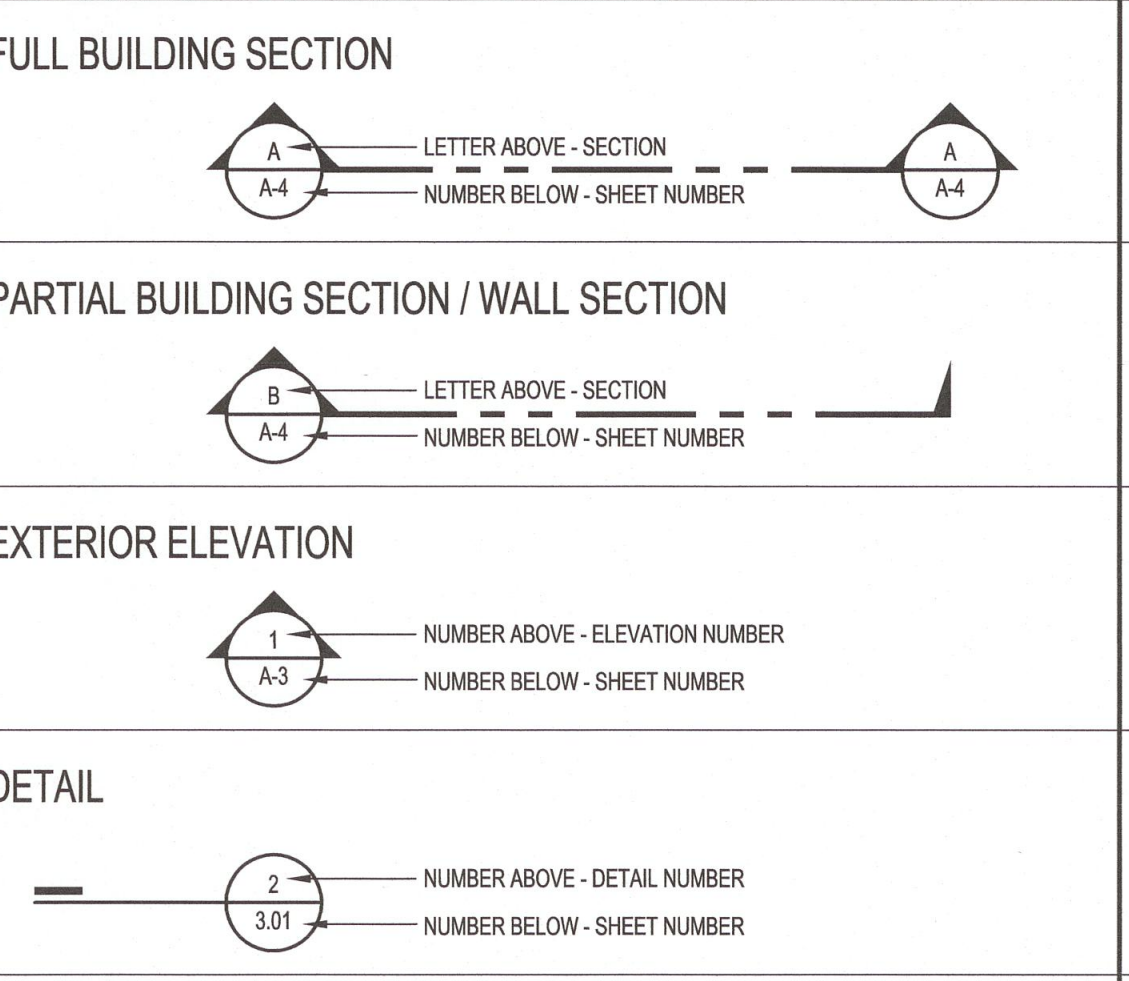 FULL BUILDING SECTION
A
LETTER ABOVE - SECTION
A
A-4
NUMBER BELOW - SHEET NUMBER
A-4
PARTIAL BUILDING SECTION / WALL SECTION
B
LETTER ABOVE - SECTION
A-4
NUMBER BELOW - SHEET NUMBER
EXTERIOR ELEVATION
1
NUMBER ABOVE - ELEVATION NUMBER
A-3
NUMBER BELOW - SHEET NUMBER
DETAIL
2
NUMBER ABOVE - DETAIL NUMBER
3.01
NUMBER BELOW - SHEET NUMBER